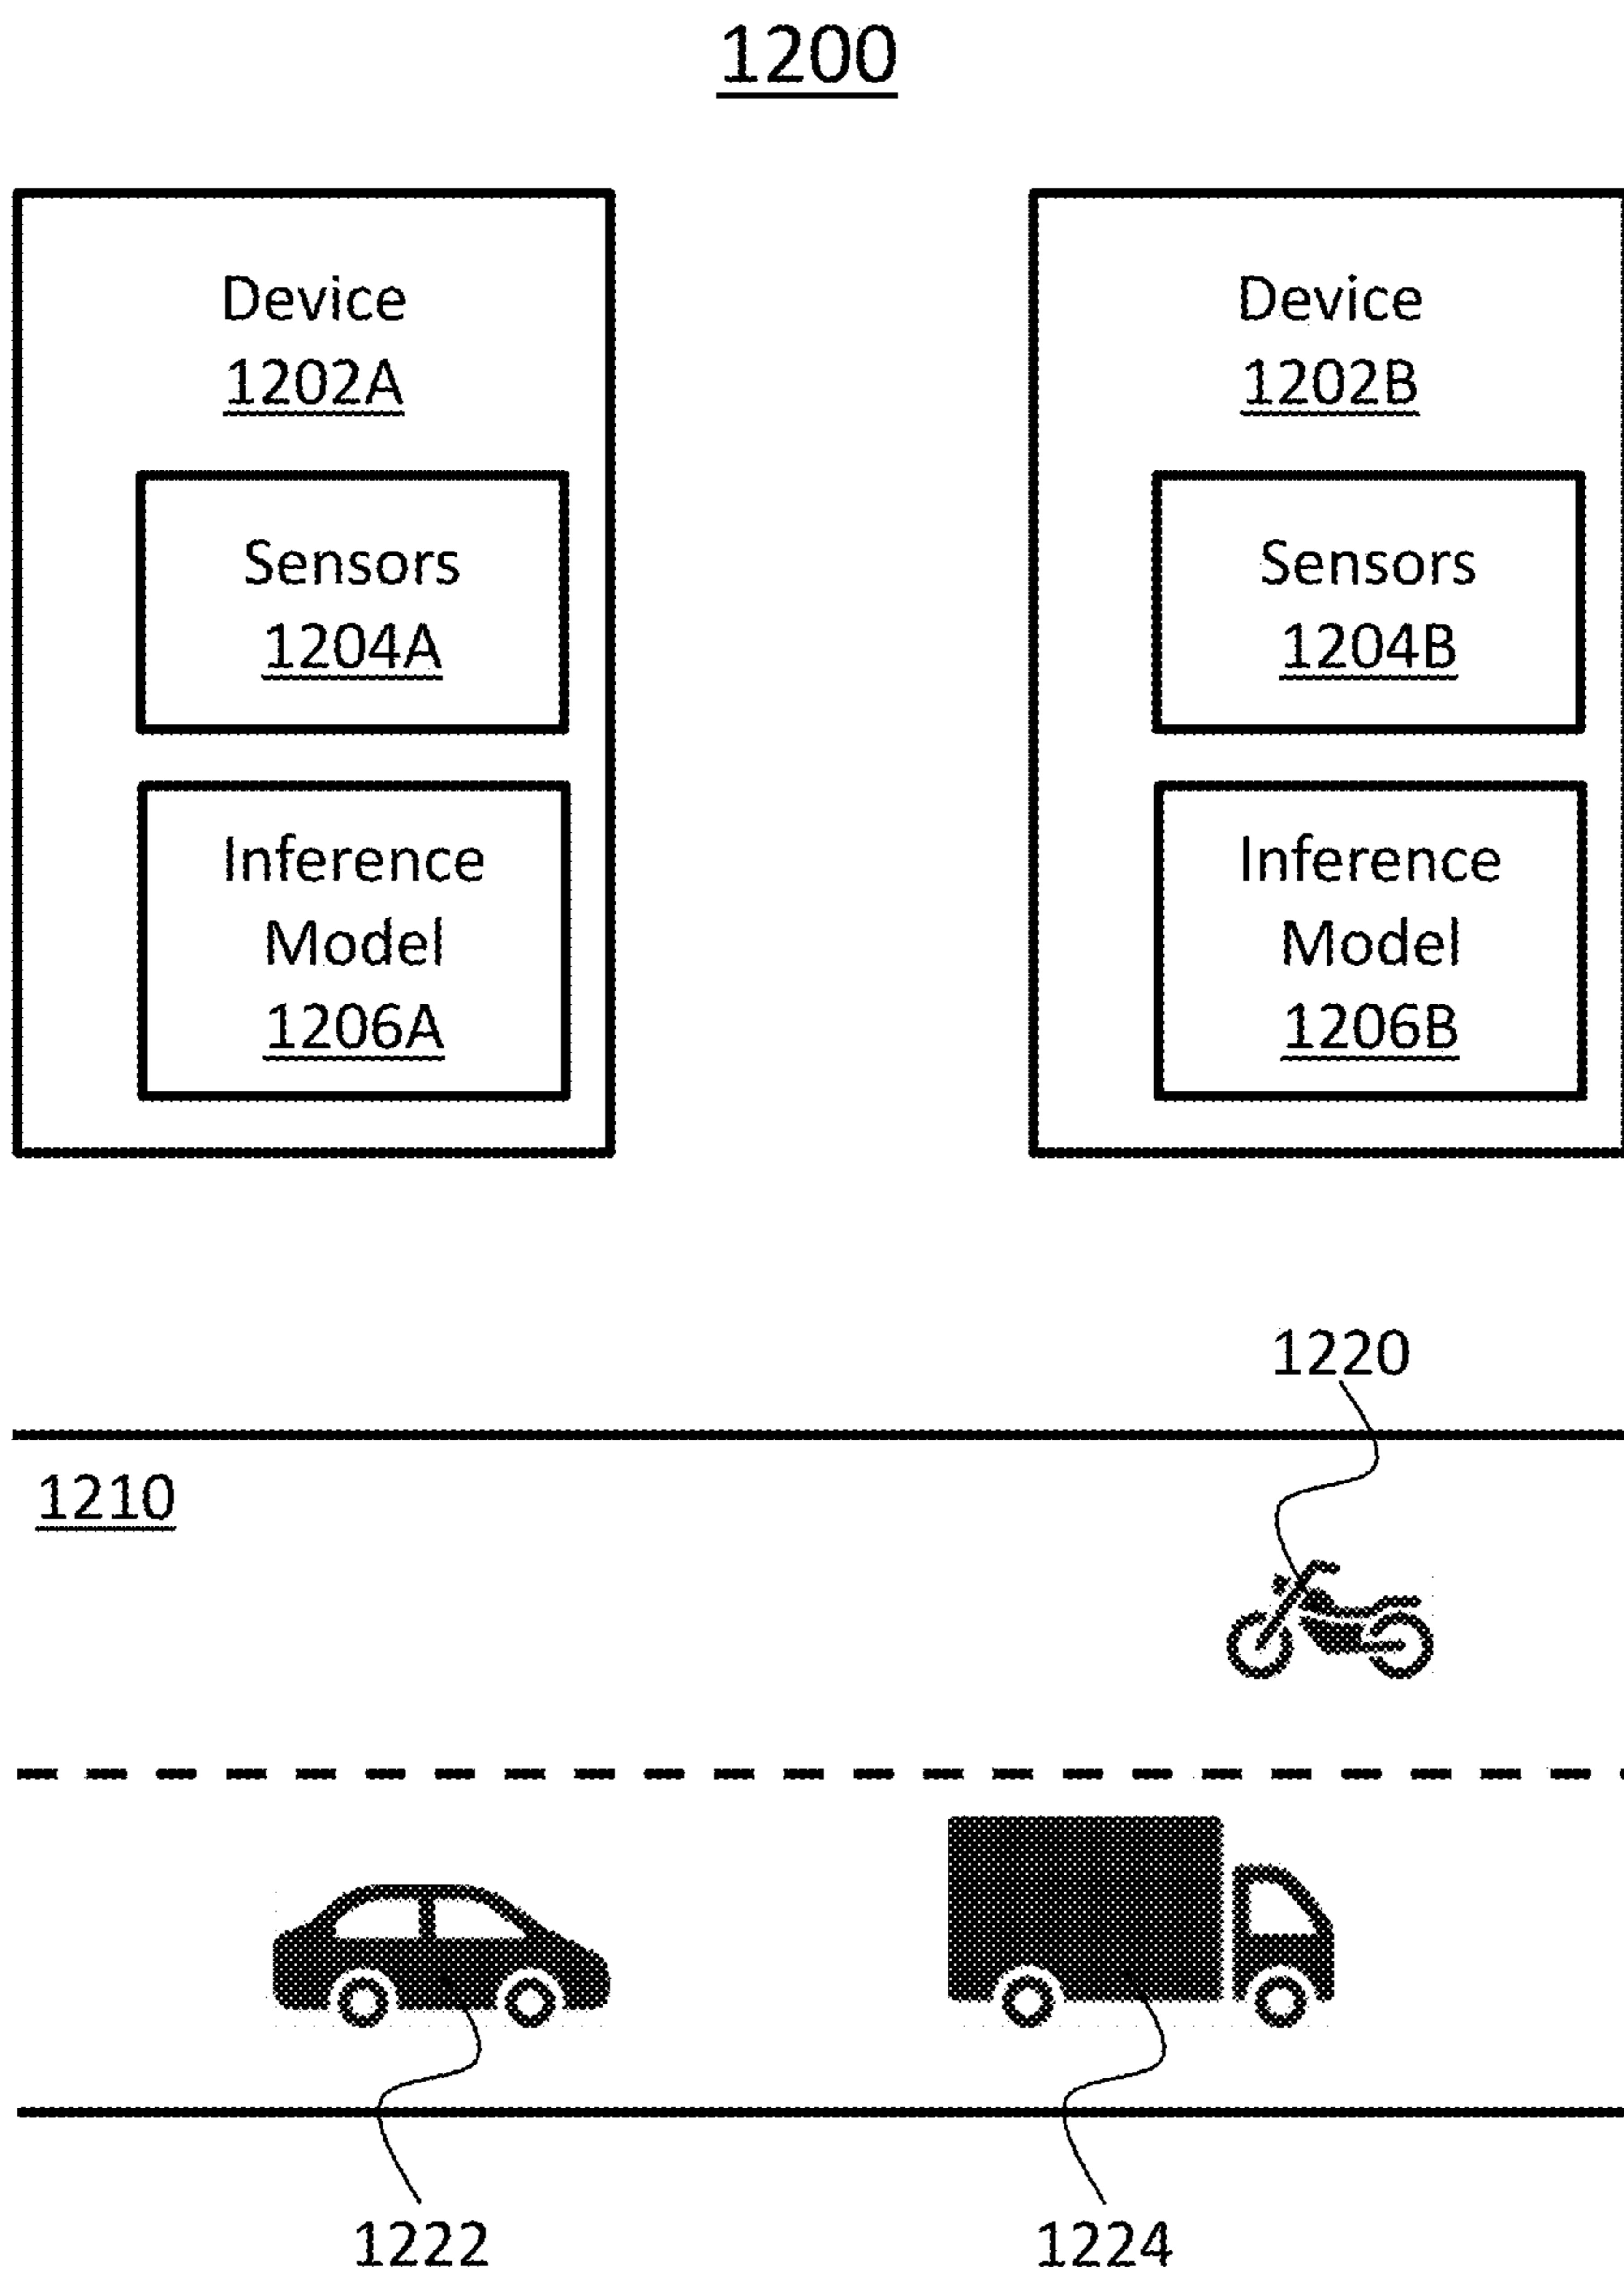 1200
Device
1202A
Sensors
1204A
Inference
Model
1206A
Device
1202B
Sensors
1204B
Inference
Model
1206B
1220
1210
1222
1224